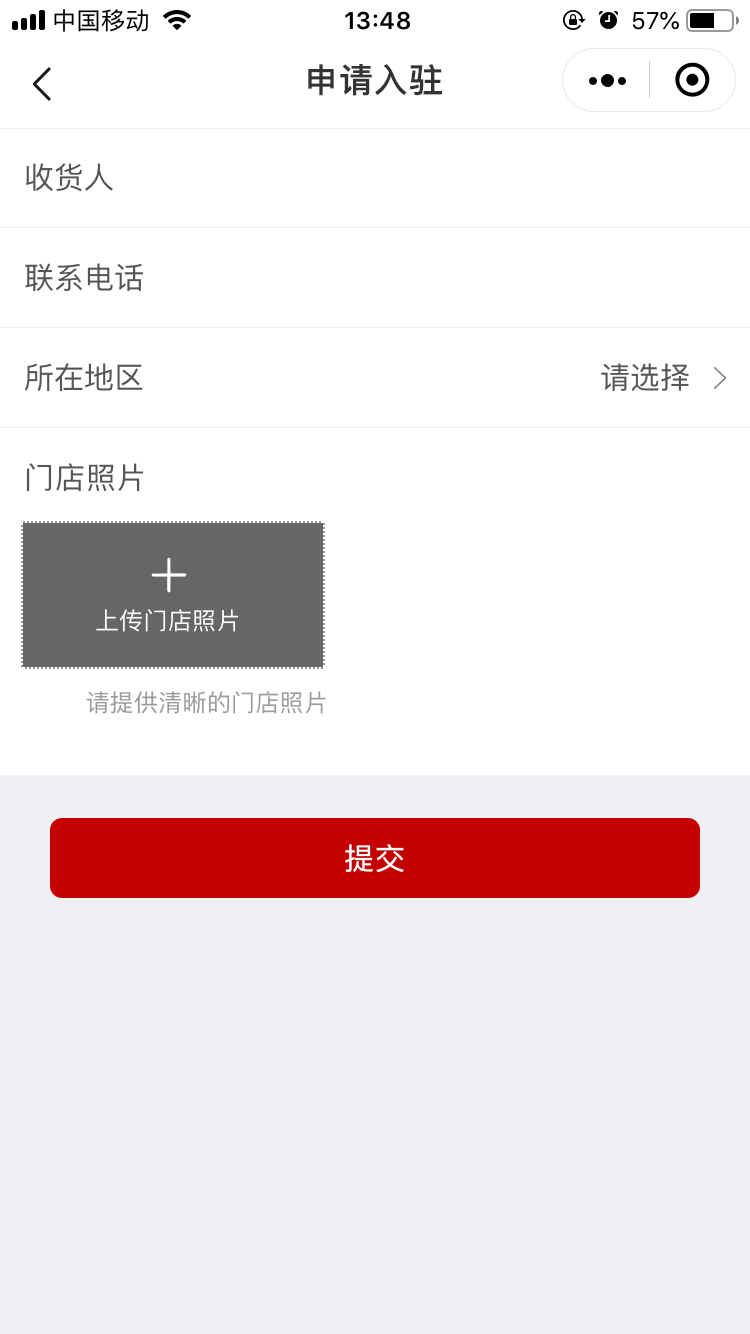 中国移动 13:48 57%
申请入驻
收货人
联系电话
所在地区 请选择
门店照片
上传门店照片
请提供清晰的门店照片
提交